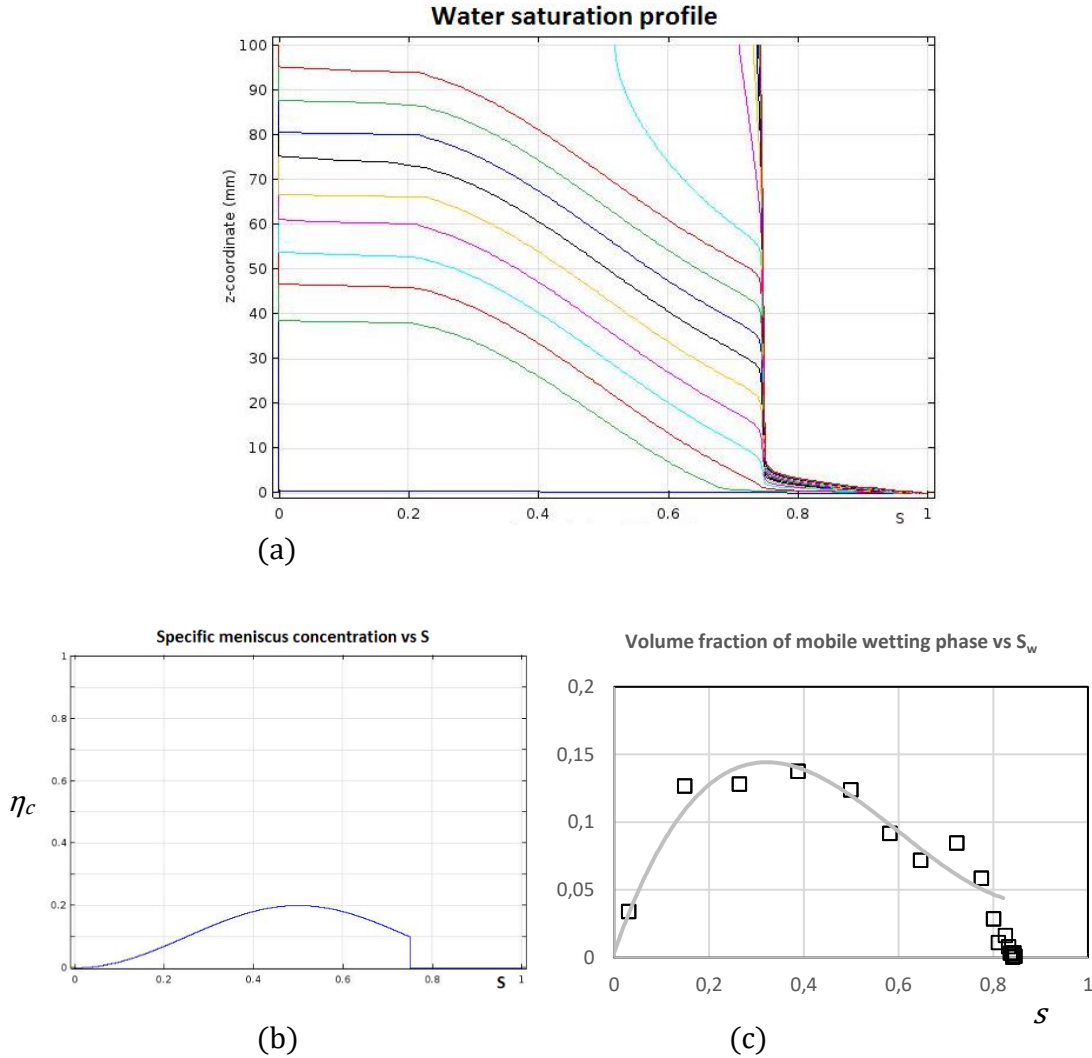 Water saturation profile
z-coordinate (mm)
100
90
80
70
60
50
40
30
20
10
0
0 0.2 0.4 0.6 0.8 S 1
(a)
Specific meniscus concentration vs S
ηc
1
0.8
0.6
0.4
0.2
0
0 0.2 0.4 0.6 0.8 S 1
(b)
Volume fraction of mobile wetting phase vs Sw
0,2
0,15
0,1
0,05
0
0 0,2 0,4 0,6 0,8 1
s
(c)